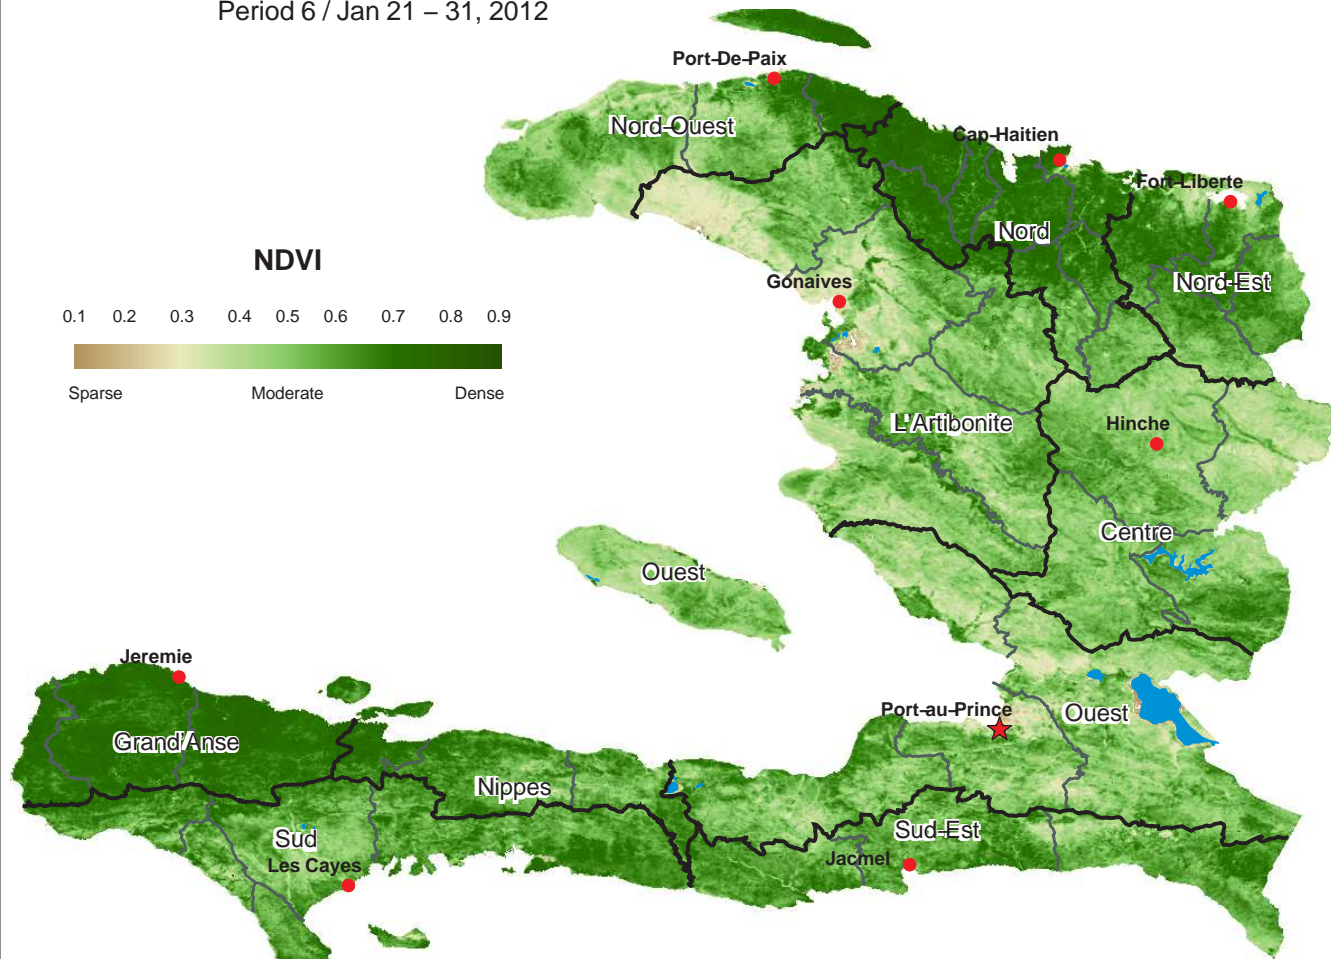 Period 6 / Jan 21 – 31, 2012
Port-De-Paix
Nord-Ouest
Cap-Haitien
Fort-Liberte
Nord
Nord-Est
NDVI
Gonaives
0.1 0.2 0.3 0.4 0.5 0.6 0.7 0.8 0.9
Sparse Moderate Dense
L'Artibonite
Hinche
Centre
Ouest
Jeremie
Port-au-Prince
Ouest
Grand'Anse
Nippes
Sud
Sud-Est
Les Cayes
Jacmel